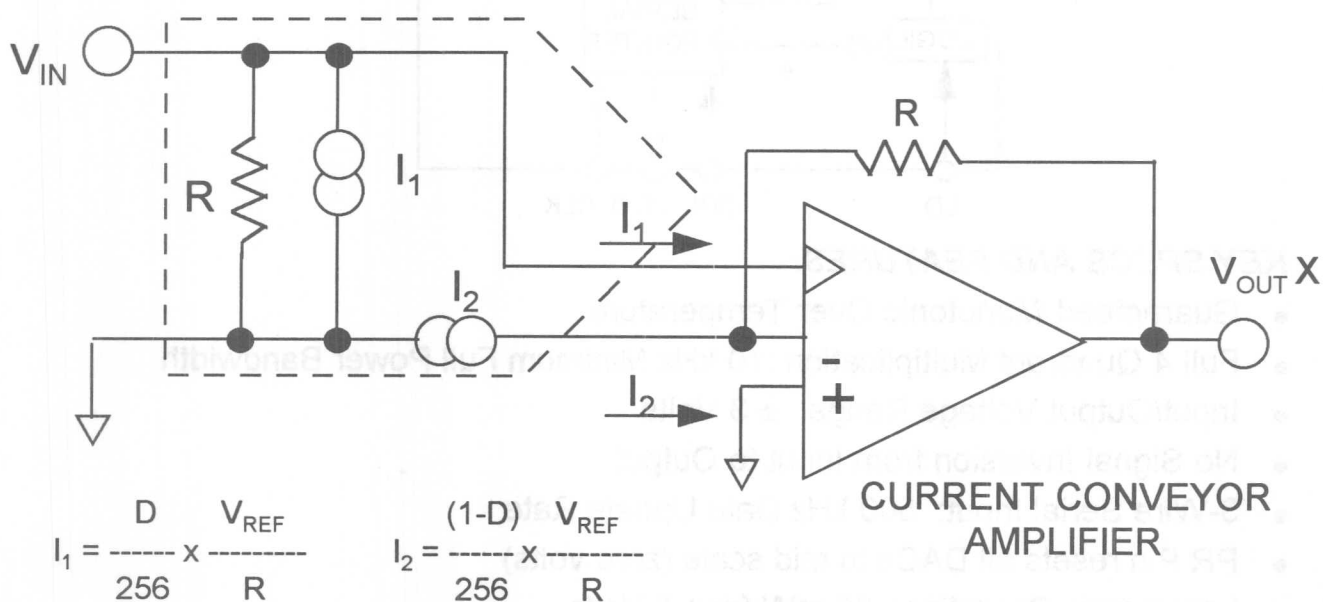 V_IN
R
I_1
I_2
I_1
I_2
R
-
+
V_OUT X
CURRENT CONVEYOR
AMPLIFIER
I_1 = D/256 x V_REF/R
I_2 = (1-D)/256 x V_REF/R